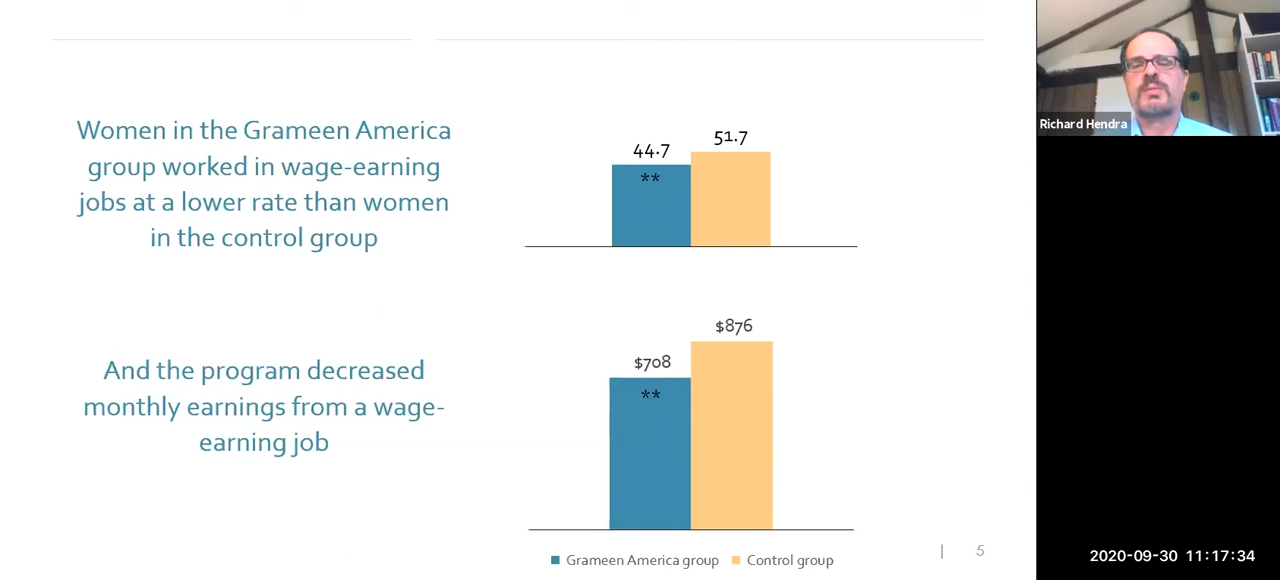 Women in the Grameen America
group worked in wage-earning
jobs at a lower rate than women
in the control group
44.7
51.7
**
And the program decreased
monthly earnings from a wage-
earning job
$708
$876
**
Grameen America group
Control group
| 5
Richard Hendra
2020-09-30 11:17:34